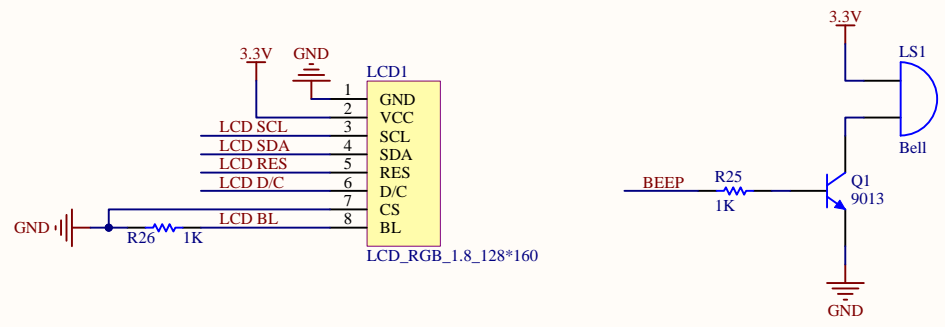 3.3V
GND
LCD1
1
GND
2
VCC
LCD SCL
3
SCL
LCD SDA
4
SDA
LCD RES
5
RES
LCD D/C
6
D/C
7
CS
GND
R26
1K
LCD BL
8
BL
LCD_RGB_1.8_128*160
3.3V
LS1
Bell
BEEP
R25
1K
Q1
9013
GND